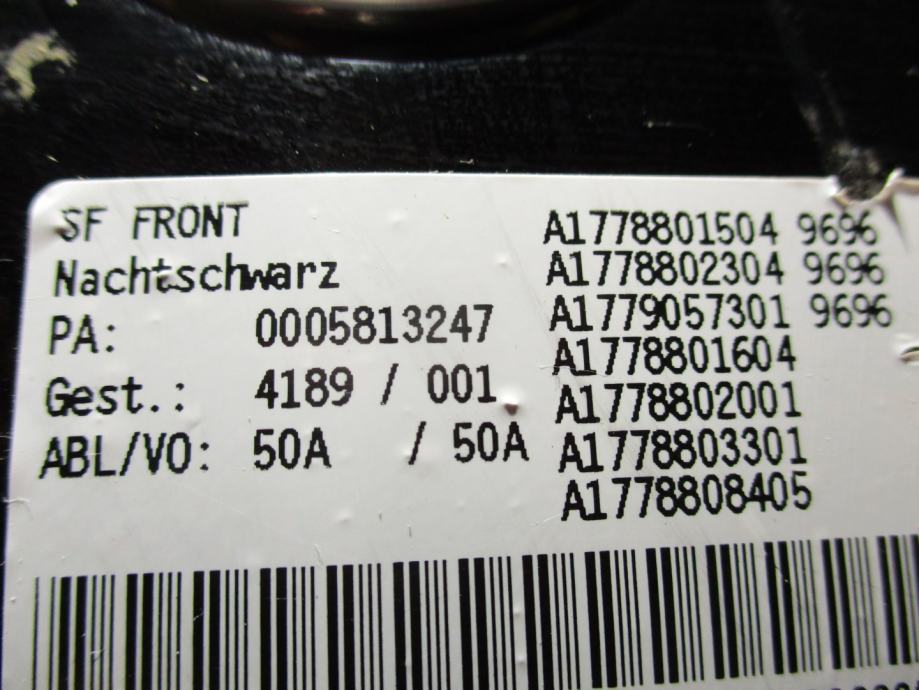 SF FRONT
Nachtschwarz
PA: 0005813247
Gest.: 4189 / 001
ABL/VO: 50A / 50A
A1778801504 9696
A1778802304 9696
A1779057301 9696
A1778801604
A1778802001
A1778803301
A1778808405